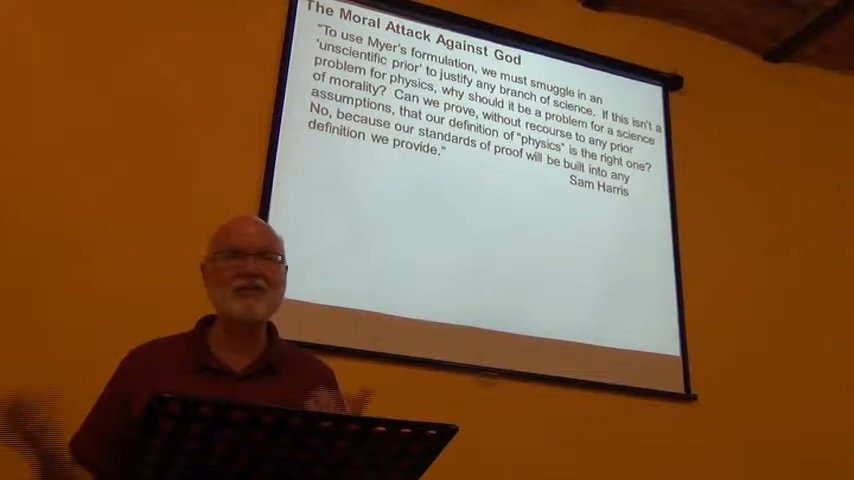 The Moral Attack Against God
"To use Myer's formulation, we must smuggle in an
'unscientific prior' to justify any branch of science. If this isn't a
problem for physics, why should it be a problem for a science
of morality? Can we prove, without recourse to any prior
assumptions, that our definition of "physics" is the right one?
No, because our standards of proof will be built into any
definition we provide."
Sam Harris